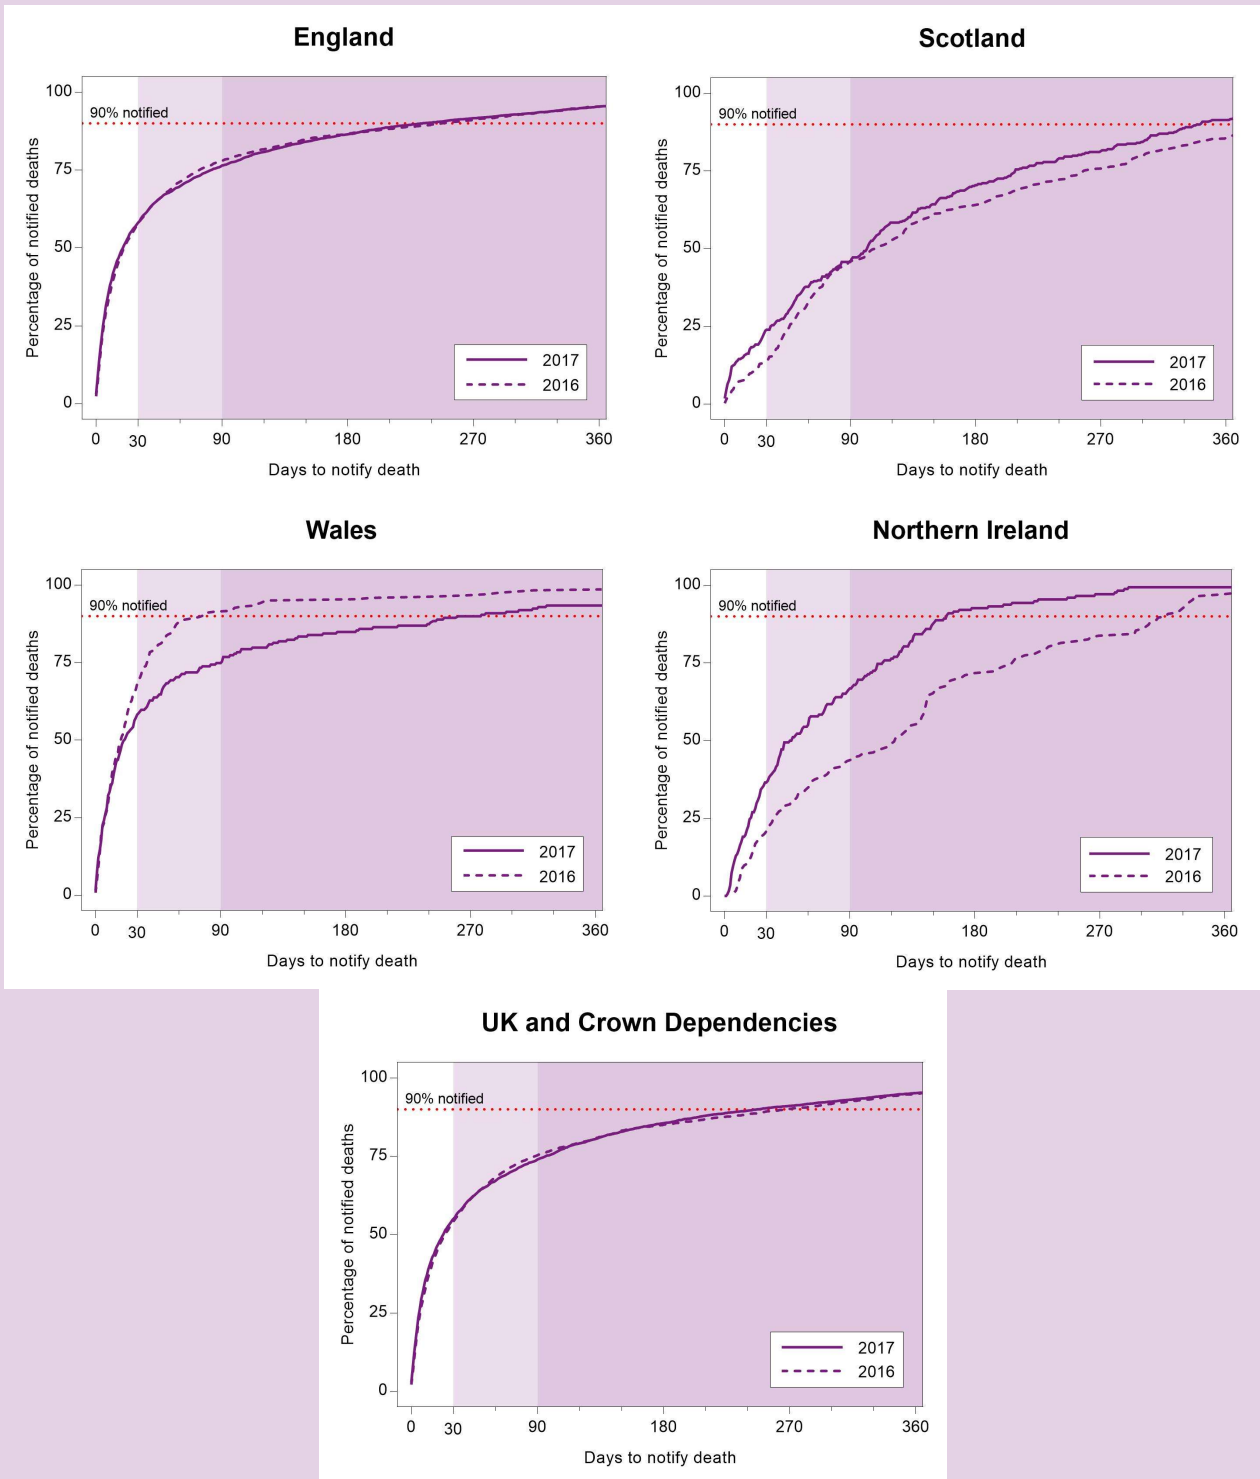 England
Percentage of notified deaths
100
75
50
25
0
90% notified
2017
2016
0 30 90 180 270 360
Days to notify death
Scotland
Percentage of notified deaths
100
75
50
25
0
90% notified
2017
2016
0 30 90 180 270 360
Days to notify death
Wales
Percentage of notified deaths
100
75
50
25
0
90% notified
2017
2016
0 30 90 180 270 360
Days to notify death
Northern Ireland
Percentage of notified deaths
100
75
50
25
0
90% notified
2017
2016
0 30 90 180 270 360
Days to notify death
UK and Crown Dependencies
Percentage of notified deaths
100
75
50
25
0
90% notified
2017
2016
0 30 90 180 270 360
Days to notify death